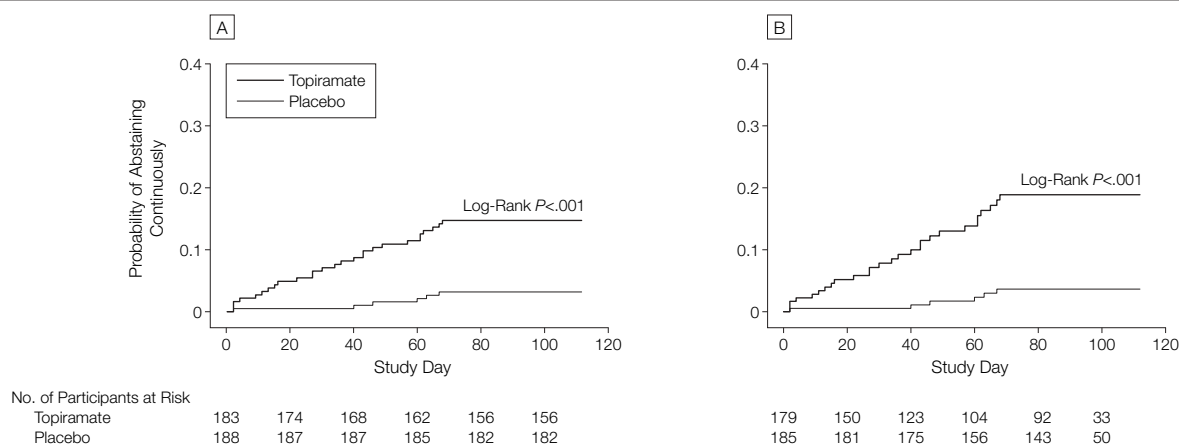 A
B
Probability of Abstaining
Continuously
0.4
0.3
0.2
0.1
0
Topiramate
Placebo
Log-Rank P<.001
0 20 40 60 80 100 120
Study Day
0.4
0.3
0.2
0.1
0
Log-Rank P<.001
0 20 40 60 80 100 120
Study Day
No. of Participants at Risk
Topiramate 183 174 168 162 156 156 179 150 123 104 92 33
Placebo 188 187 187 185 182 182 185 181 175 156 143 50